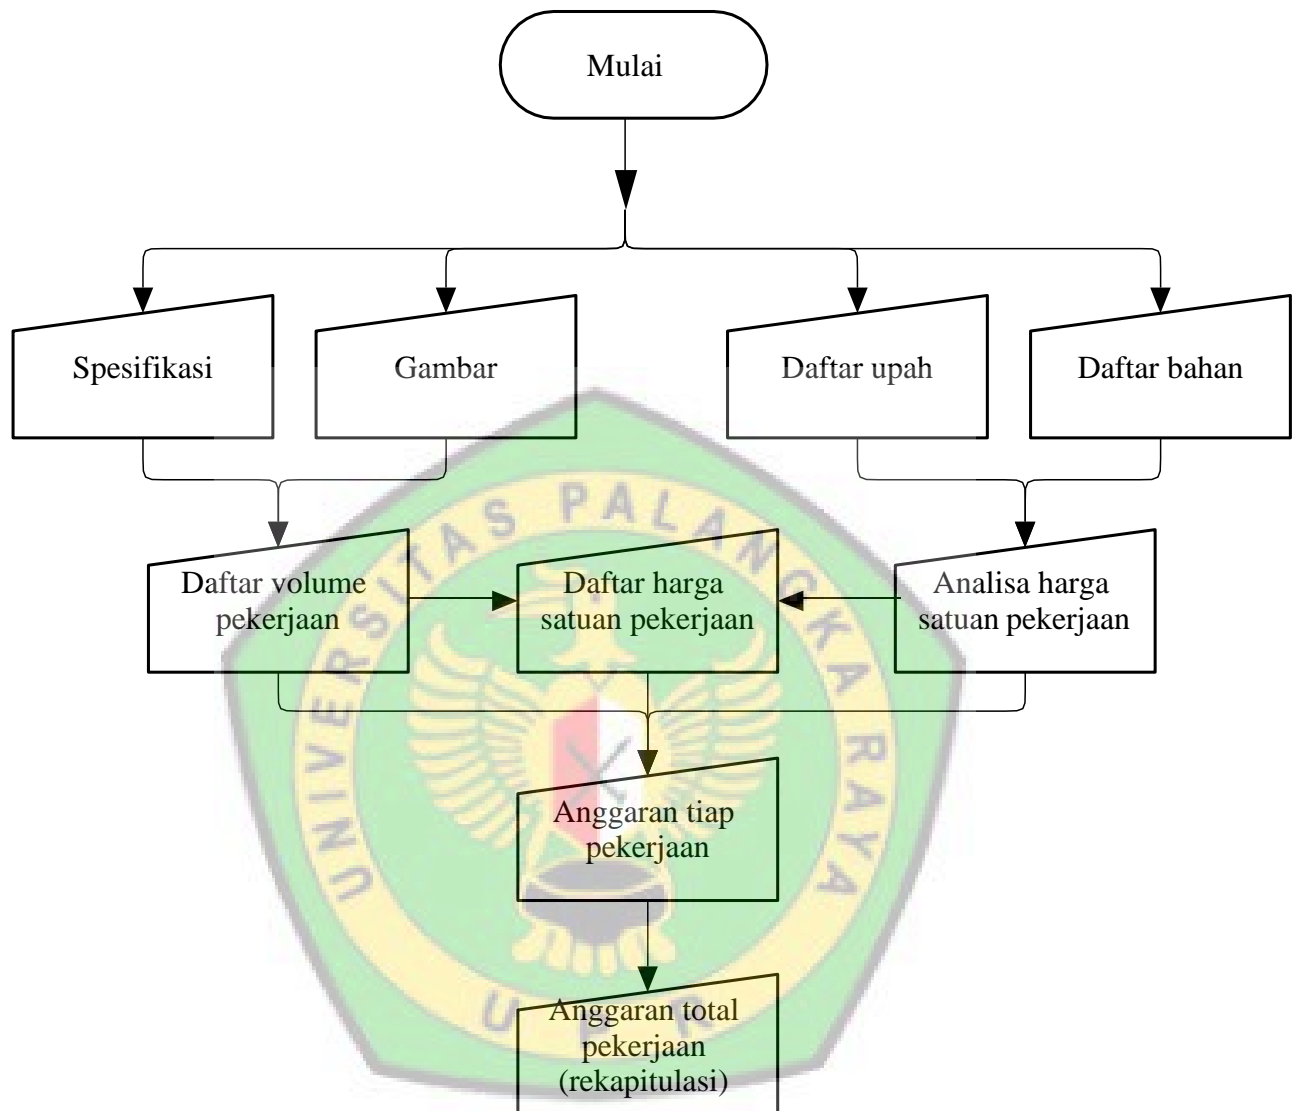 Mulai
Spesifikasi
Gambar
Daftar upah
Daftar bahan
Daftar volume
pekerjaan
Daftar harga
satuan pekerjaan
Analisa harga
satuan pekerjaan
Anggaran tiap
pekerjaan
Anggaran total
pekerjaan
(rekapitulasi)
UNIVERSITAS PALANGKA RAYA
U P R